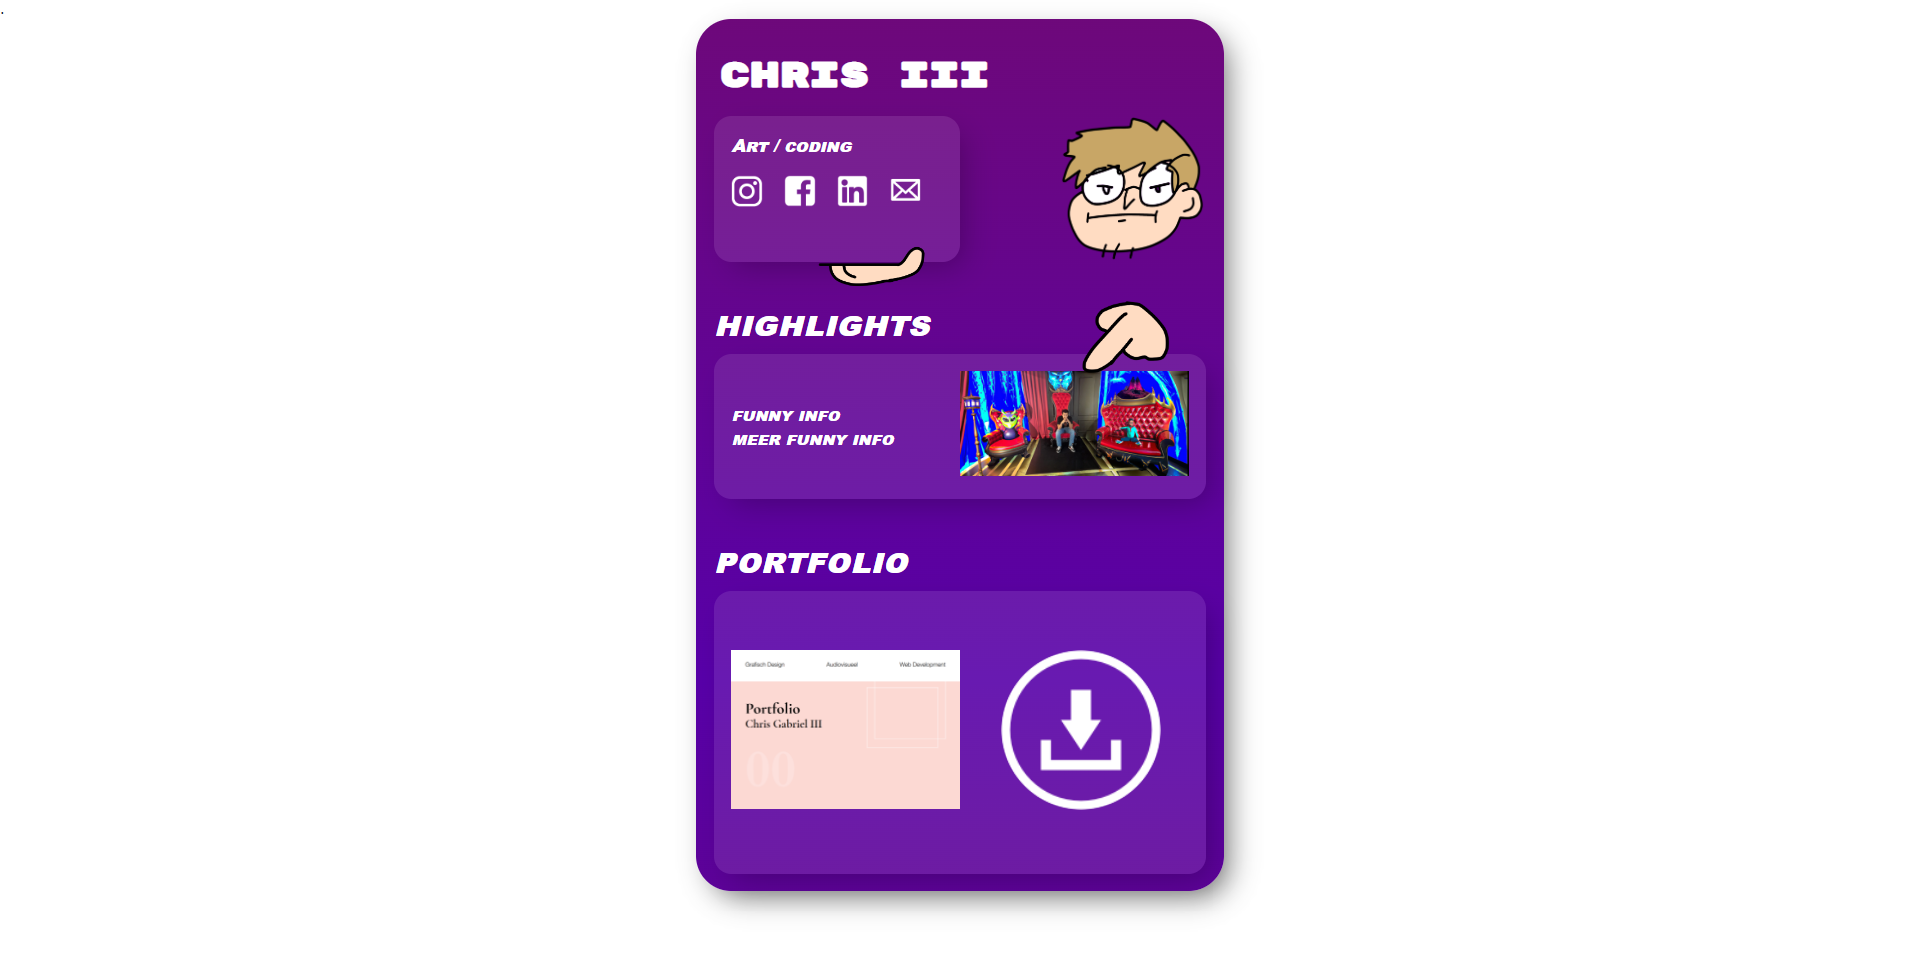 CHRIS III
Art / coding
HIGHLIGHTS
FUNNY INFO
MEER FUNNY INFO
PORTFOLIO
Grafisch Design Audiovisueel Web Development
Portfolio
Chris Gabriel III
00